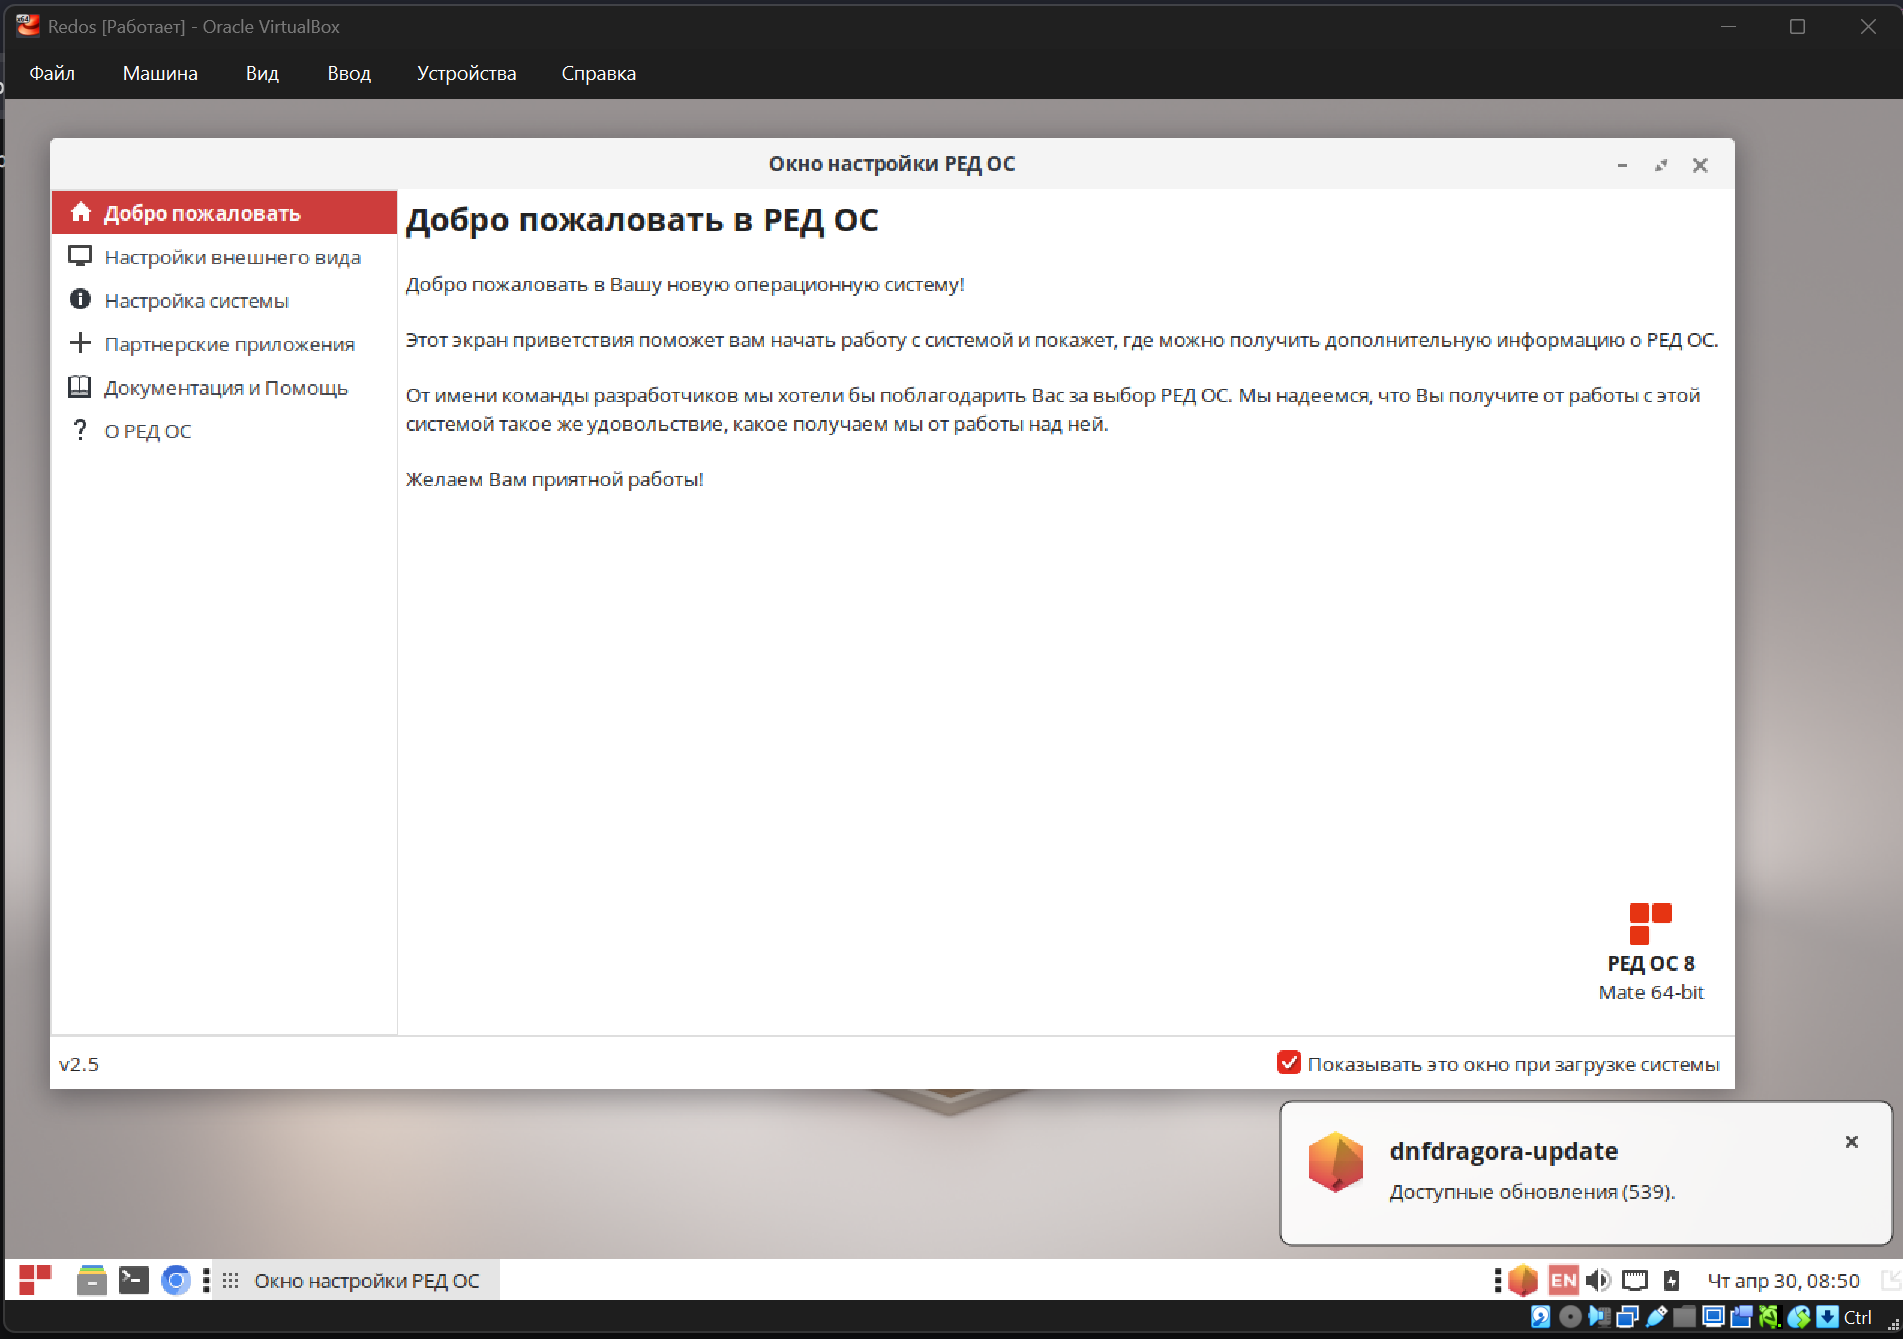 Redos [Работает] - Oracle VirtualBox
Файл Машина Вид Ввод Устройства Справка
Окно настройки РЕД ОС
Добро пожаловать
Настройки внешнего вида
Настройка системы
Партнерские приложения
Документация и Помощь
О РЕД ОС
Добро пожаловать в РЕД ОС
Добро пожаловать в Вашу новую операционную систему!
Этот экран приветствия поможет вам начать работу с системой и покажет, где можно получить дополнительную информацию о РЕД ОС.
От имени команды разработчиков мы хотели бы поблагодарить Вас за выбор РЕД ОС. Мы надеемся, что Вы получите от работы с этой
системой такое же удовольствие, какое получаем мы от работы над ней.
Желаем Вам приятной работы!
РЕД ОС 8
Mate 64-bit
v2.5
Показывать это окно при загрузке системы
dnfdragora-update
Доступные обновления (539).
Окно настройки РЕД ОС
EN
Чт апр 30, 08:50
Ctrl